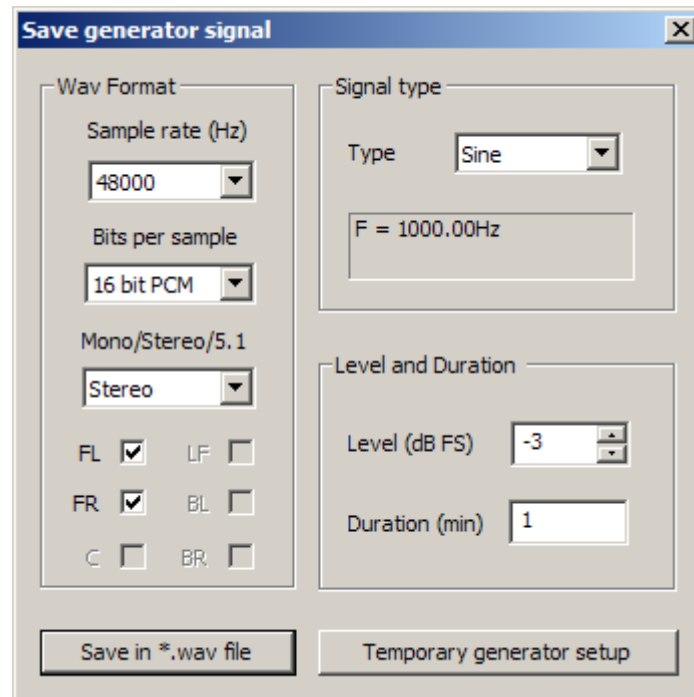 Save generator signal
Wav Format
Sample rate (Hz)
48000
Bits per sample
16 bit PCM
Mono/Stereo/5.1
Stereo
FL LF
FR BL
C BR
Signal type
Type Sine
F = 1000.00Hz
Level and Duration
Level (dB FS) -3
Duration (min) 1
Save in *.wav file
Temporary generator setup